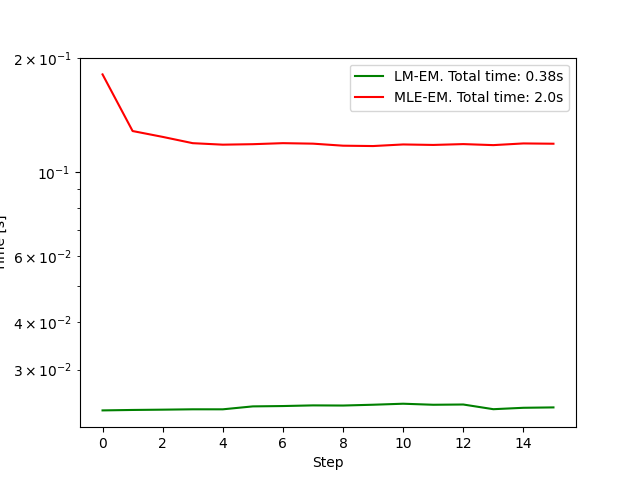 2 × 10⁻¹
10⁻¹
6 × 10⁻²
4 × 10⁻²
3 × 10⁻²
LM-EM. Total time: 0.38s
MLE-EM. Total time: 2.0s
0 2 4 6 8 10 12 14
Step